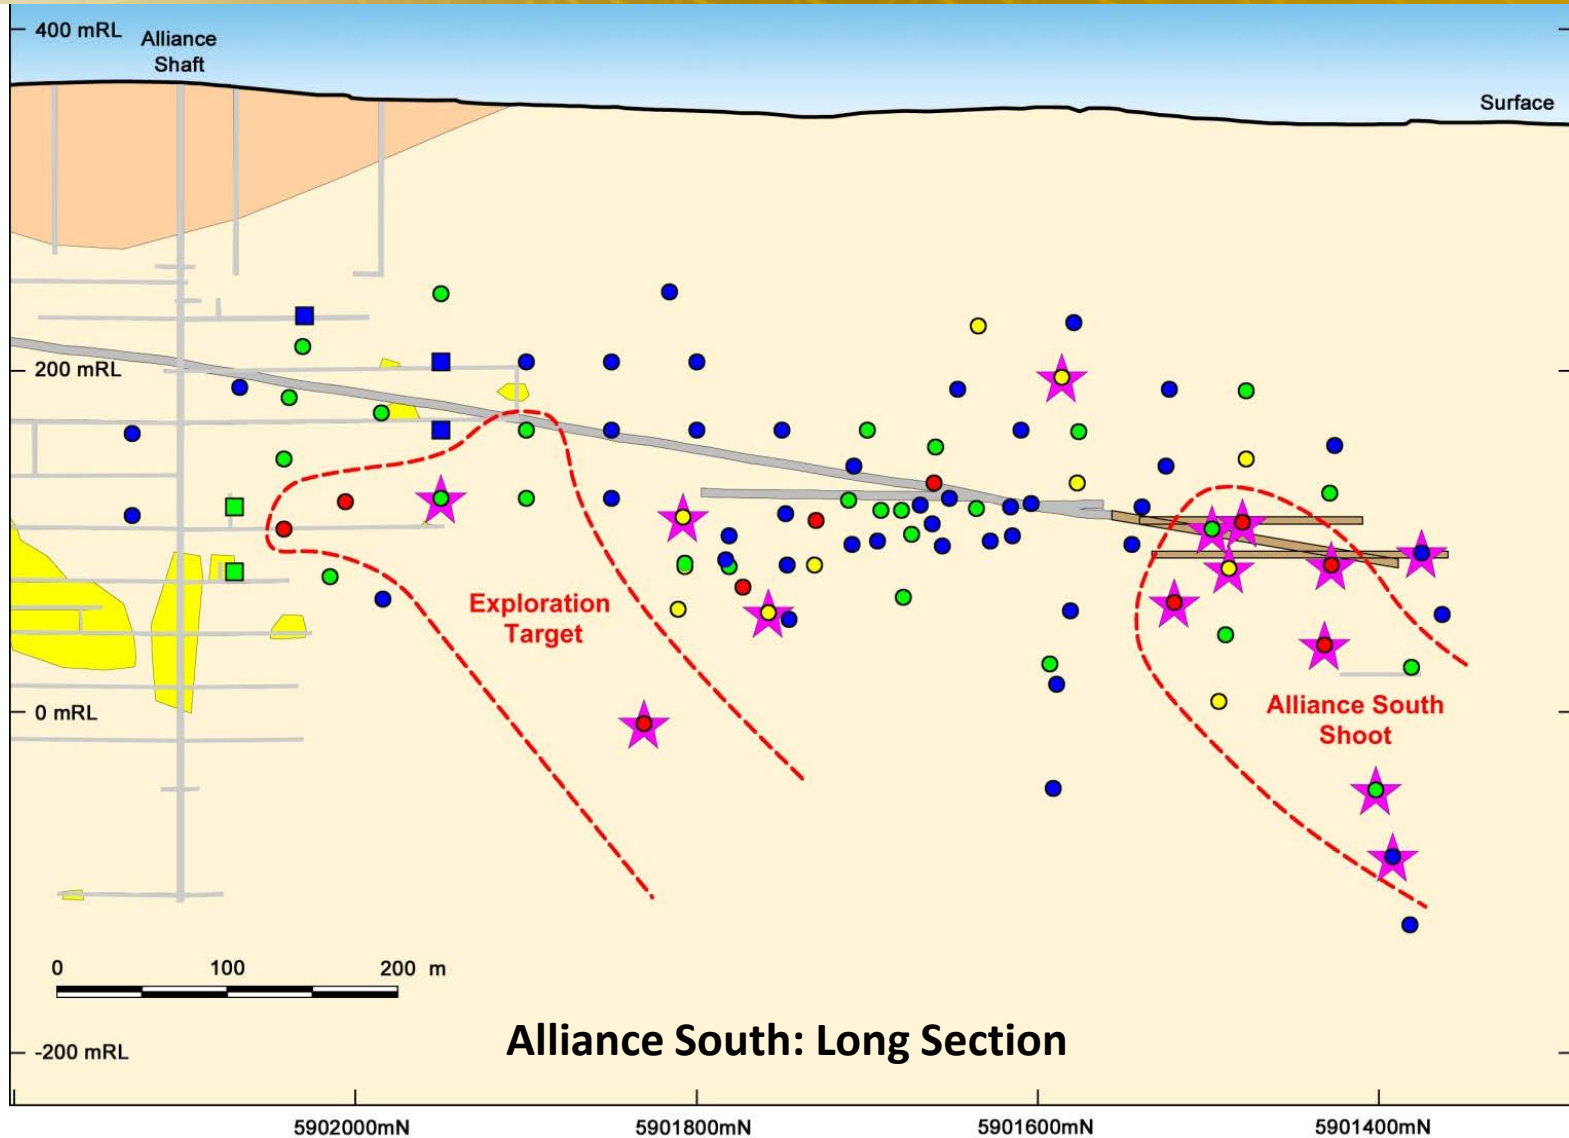 400 mRL
Alliance
Shaft
Surface
200 mRL
Exploration
Target
0 mRL
Alliance South
Shoot
0 100 200 m
Alliance South: Long Section
-200 mRL
5902000mN 5901800mN 5901600mN 5901400mN